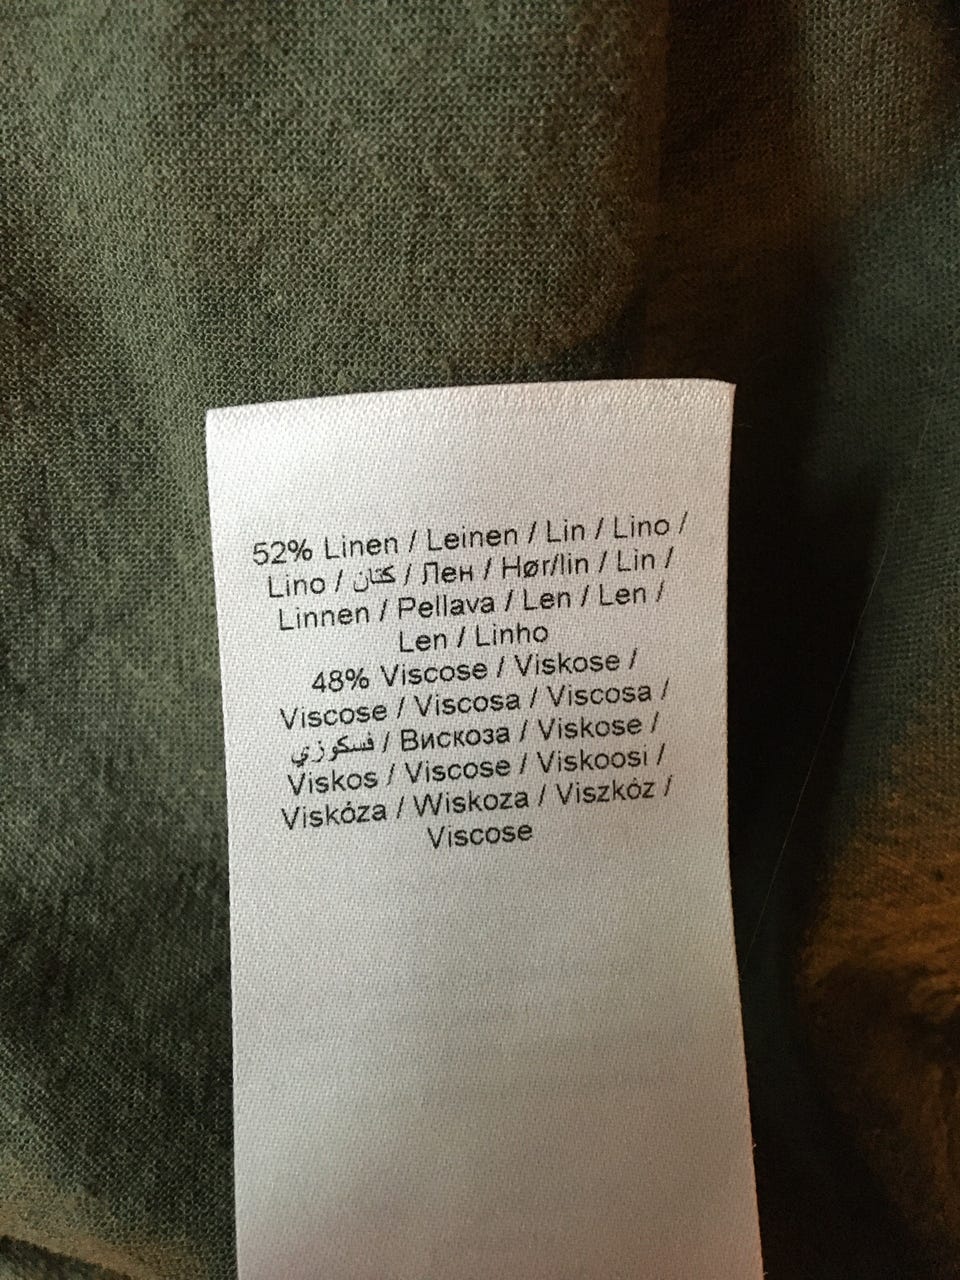 52% Linen / Leinen / Lin / Lino /
Lino / كتان / Лен / Hør/lin / Lin /
Linnen / Pellava / Len / Len /
Len / Linho
48% Viscose / Viskose /
Viscose / Viscosa / Viscosa /
فسكوزي / Вискоза / Viskose /
Viskos / Viscose / Viskoosi /
Viskóza / Wiskoza / Viszkóz /
Viscose